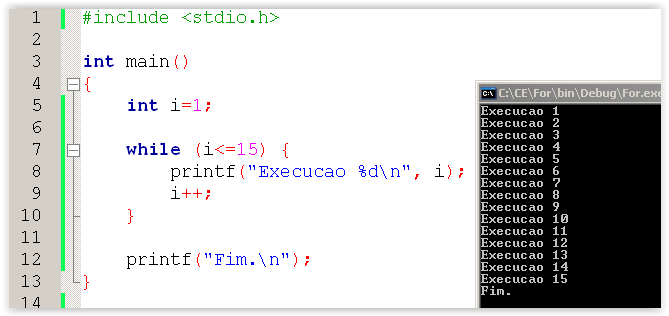 1 #include <stdio.h>
2
3 int main()
4 {
5 int i=1;
6
7 while (i<=15) {
8 printf("Execucao %d\n", i);
9 i++;
10 }
11
12 printf("Fim.\n");
13 }
14
C:\CE\For\bin\Debug\For.exe
Execucao 1
Execucao 2
Execucao 3
Execucao 4
Execucao 5
Execucao 6
Execucao 7
Execucao 8
Execucao 9
Execucao 10
Execucao 11
Execucao 12
Execucao 13
Execucao 14
Execucao 15
Fim.